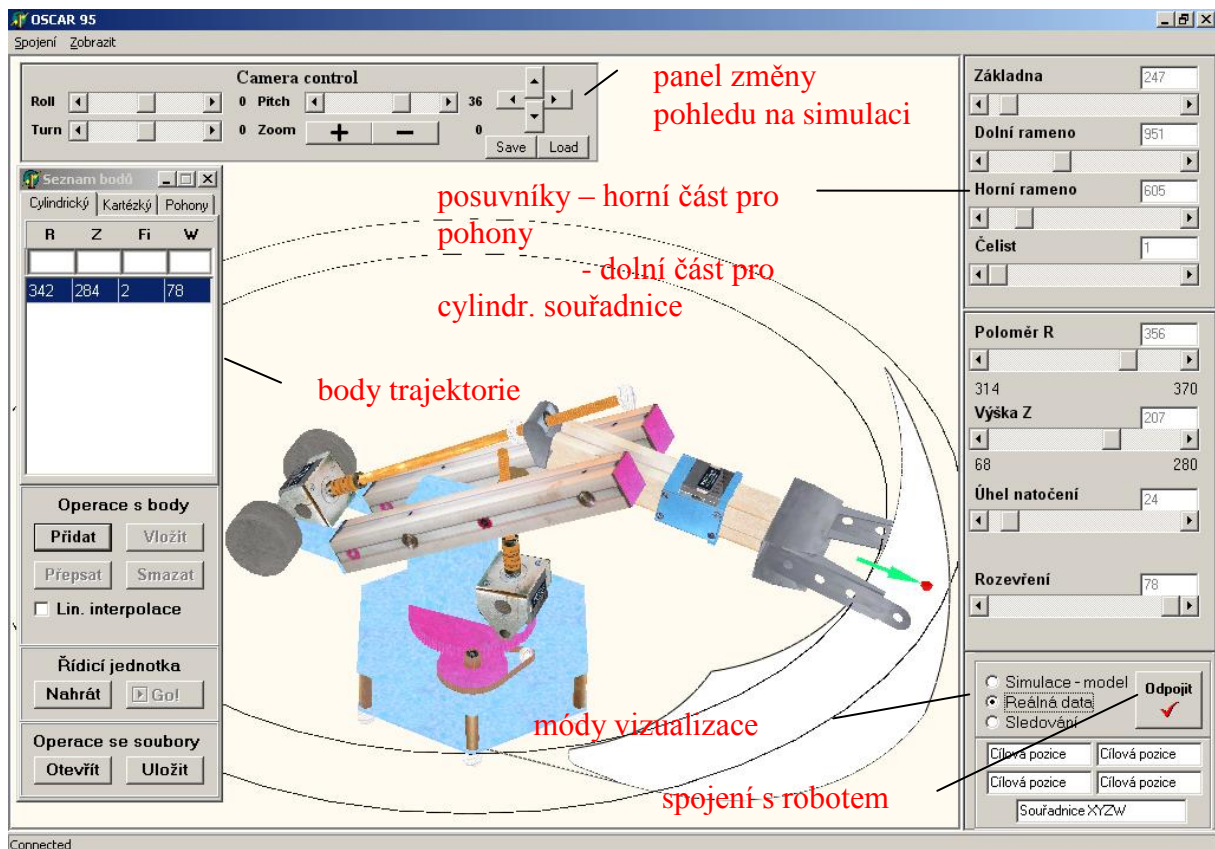 OSCAR 95
Spojení Zobrazit
Camera control
Roll 0 Pitch 36
Turn 0 Zoom + − 0
Save Load
panel změny
pohledu na simulaci
Seznam bodů
Cylindrický Kartézký Pohony
R Z Fi W
342 284 2 78
Operace s body
Přidat Vložit
Přepsat Smazat
Lin. interpolace
Řídicí jednotka
Nahrát Go!
Operace se soubory
Otevřít Uložit
posuvníky – horní část pro
pohony
- dolní část pro
cylindr. souřadnice
body trajektorie
módy vizualizace
spojení s robotem
Základna 247
Dolní rameno 951
Horní rameno 605
Čelist 1
Poloměr R 356
314 370
Výška Z 207
68 280
Úhel natočení 24
Rozevření 78
Simulace - model
Reálná data
Sledování
Odpojit
Cílová pozice Cílová pozice
Cílová pozice Cílová pozice
Souřadnice XYZW
Connected